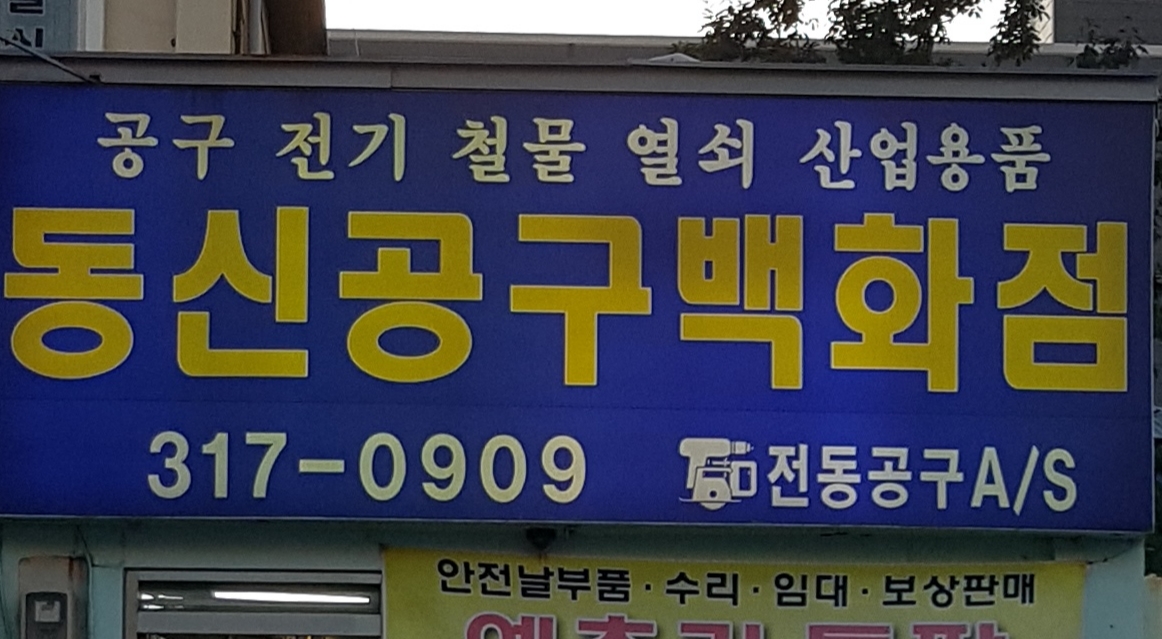 공구 전기 철물 열쇠 산업용품
동신공구백화점
317-0909 전동공구A/S
안전날부품·수리·임대·보상판매